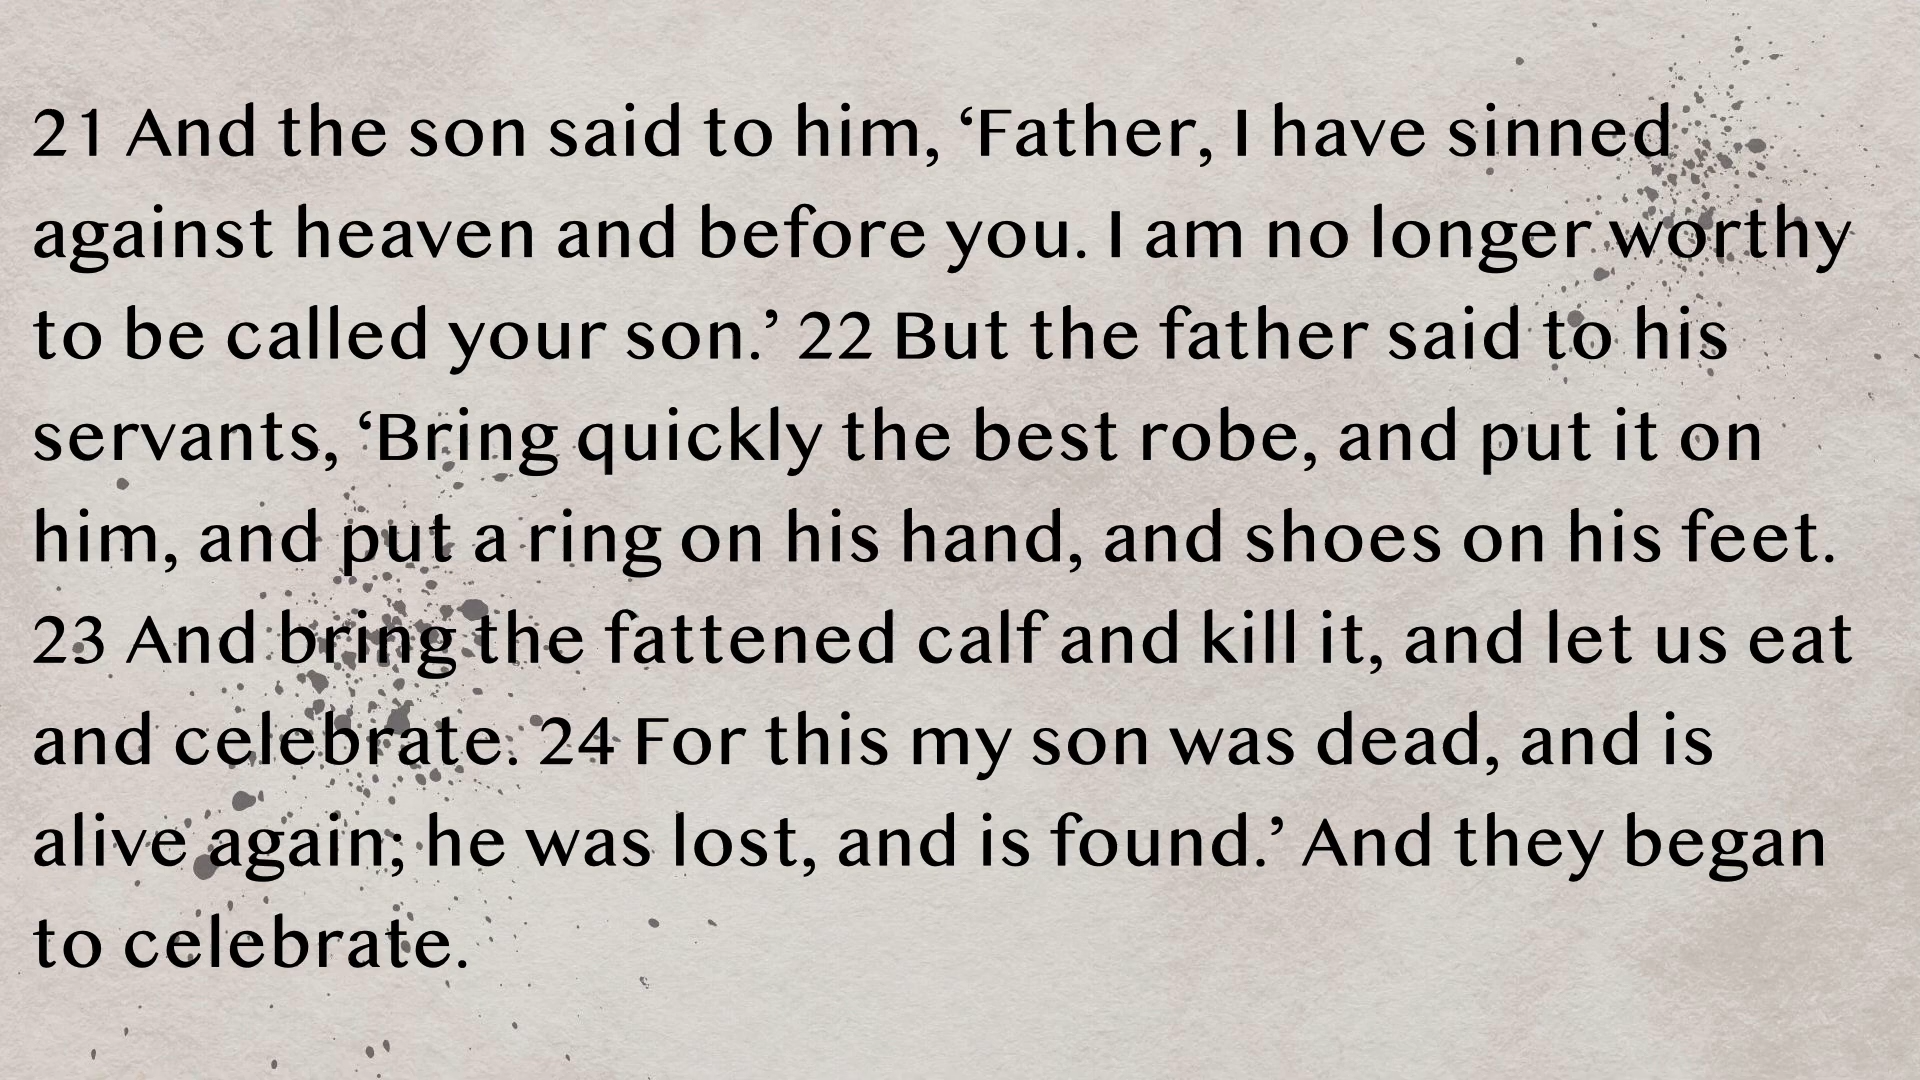 21 And the son said to him, ‘Father, I have sinned
against heaven and before you. I am no longer worthy
to be called your son.’ 22 But the father said to his
servants, ‘Bring quickly the best robe, and put it on
him, and put a ring on his hand, and shoes on his feet.
23 And bring the fattened calf and kill it, and let us eat
and celebrate. 24 For this my son was dead, and is
alive again; he was lost, and is found.’ And they began
to celebrate.